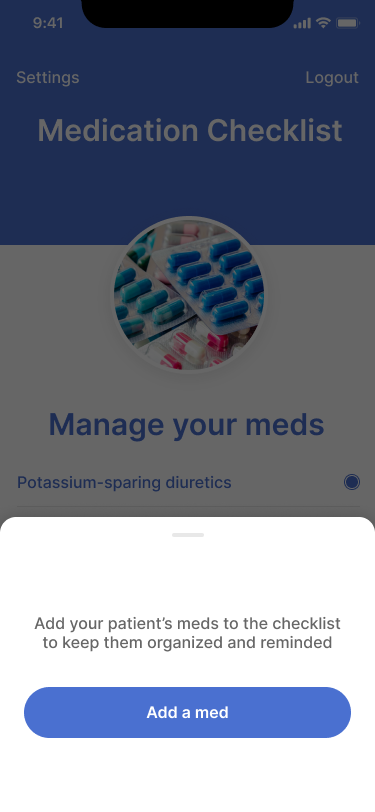 9:41
Settings
Logout
Medication Checklist
Manage your meds
Potassium-sparing diuretics
Add your patient’s meds to the checklist
to keep them organized and reminded
Add a med